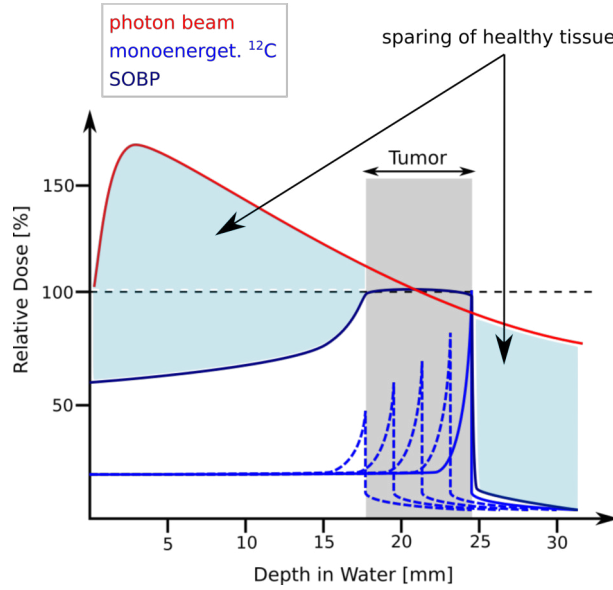 photon beam
monoenerget. ¹²C
SOBP
sparing of healthy tissue
Tumor
150
100
50
Relative Dose [%]
5
10
15
20
25
30
Depth in Water [mm]